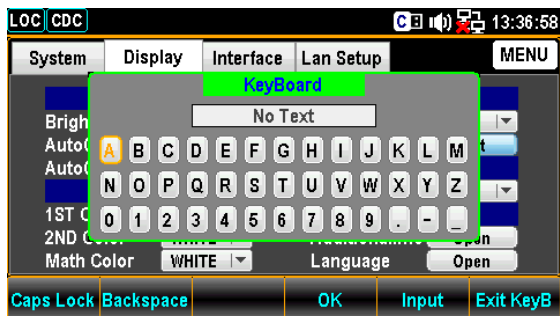 LOC CDC C 13:36:58
System Display Interface Lan Setup MENU
KeyBoard
No Text
A B C D E F G H I J K L M
N O P Q R S T U V W X Y Z
0 1 2 3 4 5 6 7 8 9 . - _
1ST
2ND
Math Color WHITE Language Open
Caps Lock Backspace OK Input Exit KeyB